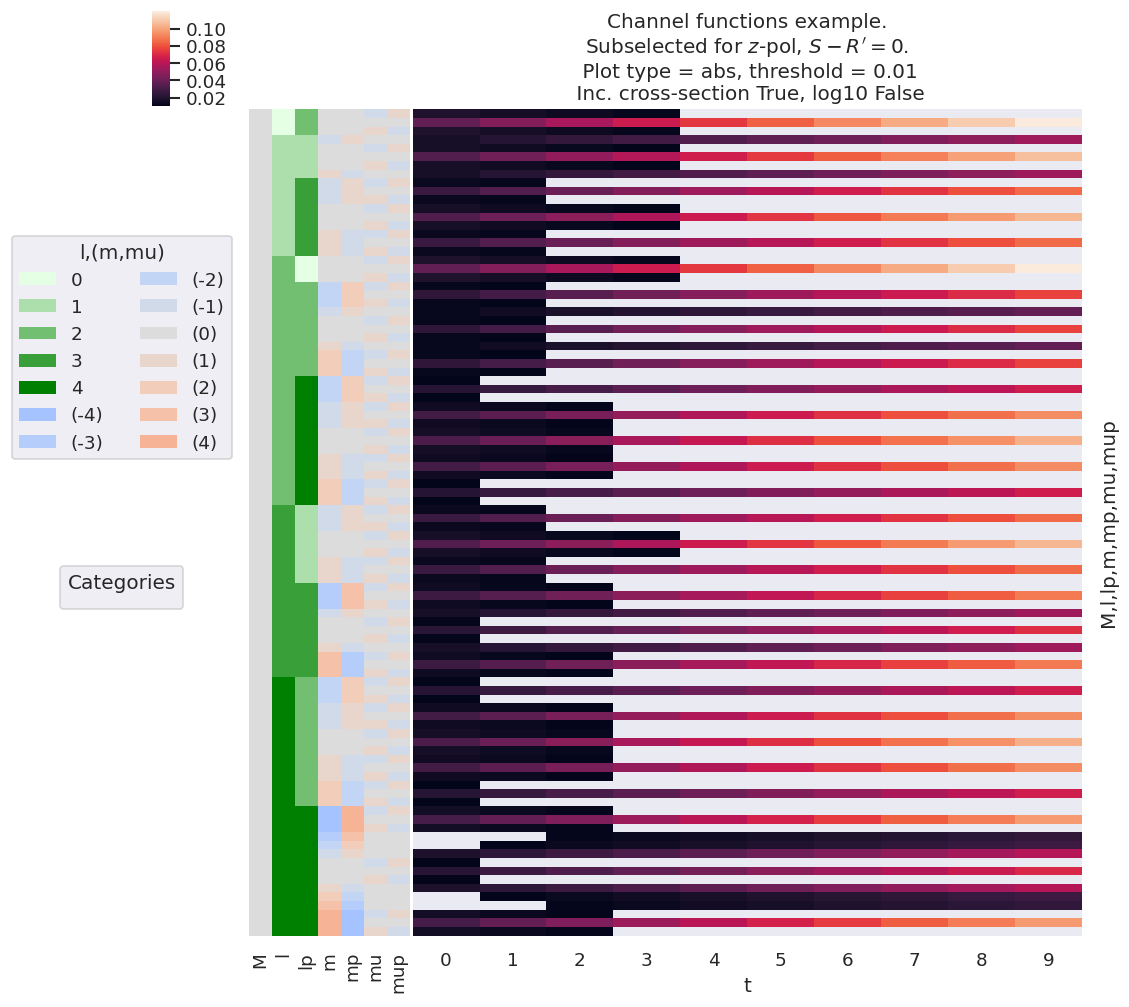 0.10
0.08
0.06
0.04
0.02
Channel functions example.
Subselected for z-pol, S − R′ = 0.
Plot type = abs, threshold = 0.01
Inc. cross-section True, log10 False
l,(m,mu)
0 (-2)
1 (-1)
2 (0)
3 (1)
4 (2)
(-4) (3)
(-3) (4)
Categories
M,l,lp,m,mp,mu,mup
M l lp m mp mu mup 0 1 2 3 4 5 6 7 8 9
t